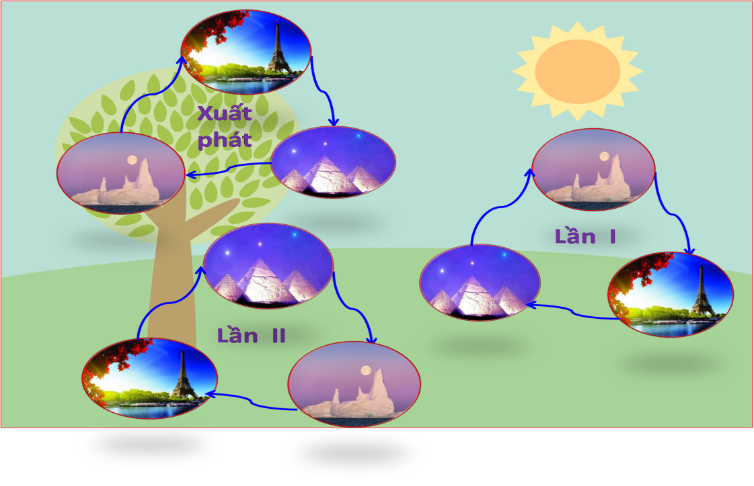 Xuất
phát
Lần I
Lần II